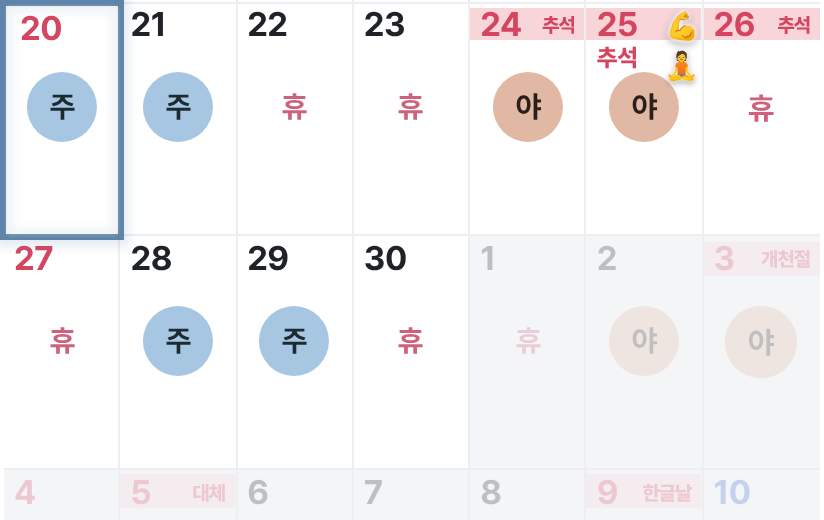 20 21 22 23 24 추석 25 26 추석
추석
주 주 휴 휴 야 야 휴
27 28 29 30 1 2 3 개천절
휴 주 주 휴 휴 야 야
4 5 대체 6 7 8 9 한글날 10